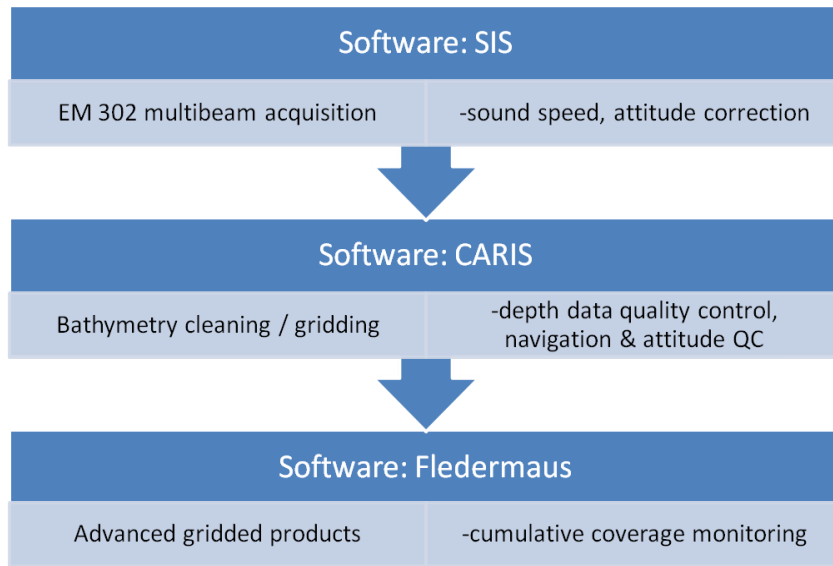 Software: SIS
EM 302 multibeam acquisition
-sound speed, attitude correction
Software: CARIS
Bathymetry cleaning / gridding
-depth data quality control,
navigation & attitude QC
Software: Fledermaus
Advanced gridded products
-cumulative coverage monitoring